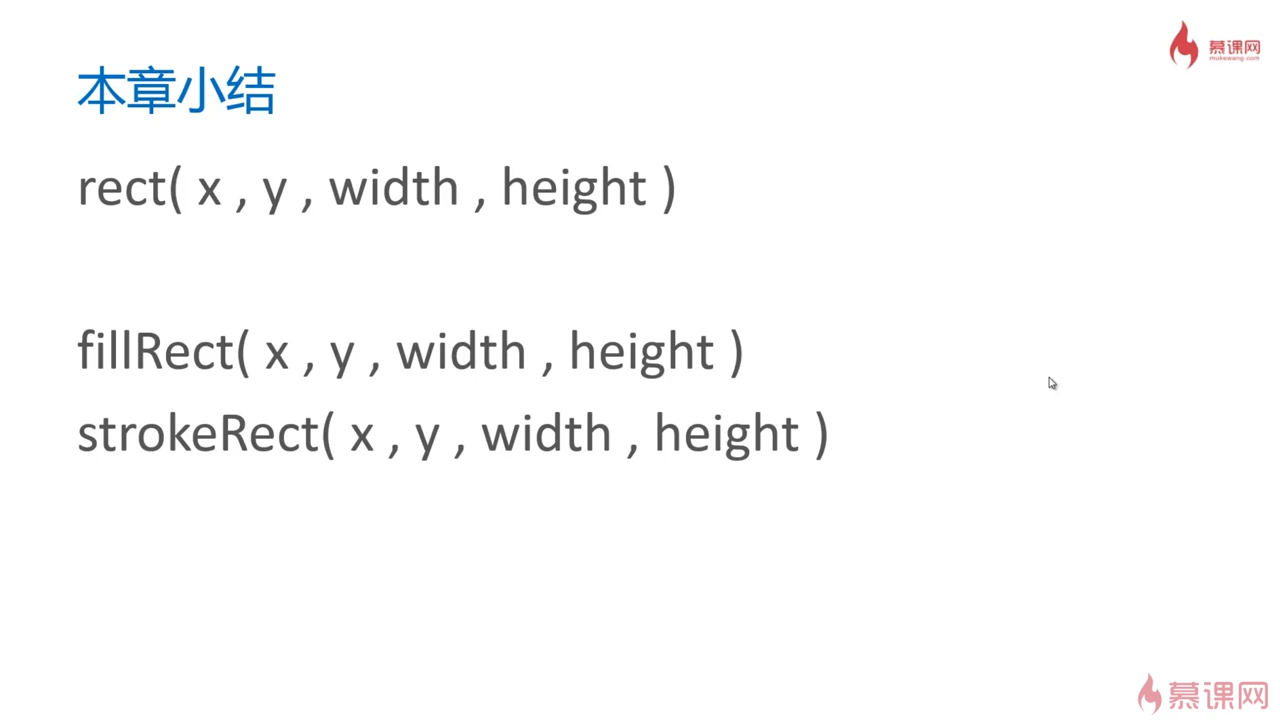 慕课网
mukewang.com
本章小结
rect( x , y , width , height )
fillRect( x , y , width , height )
strokeRect( x , y , width , height )
慕课网